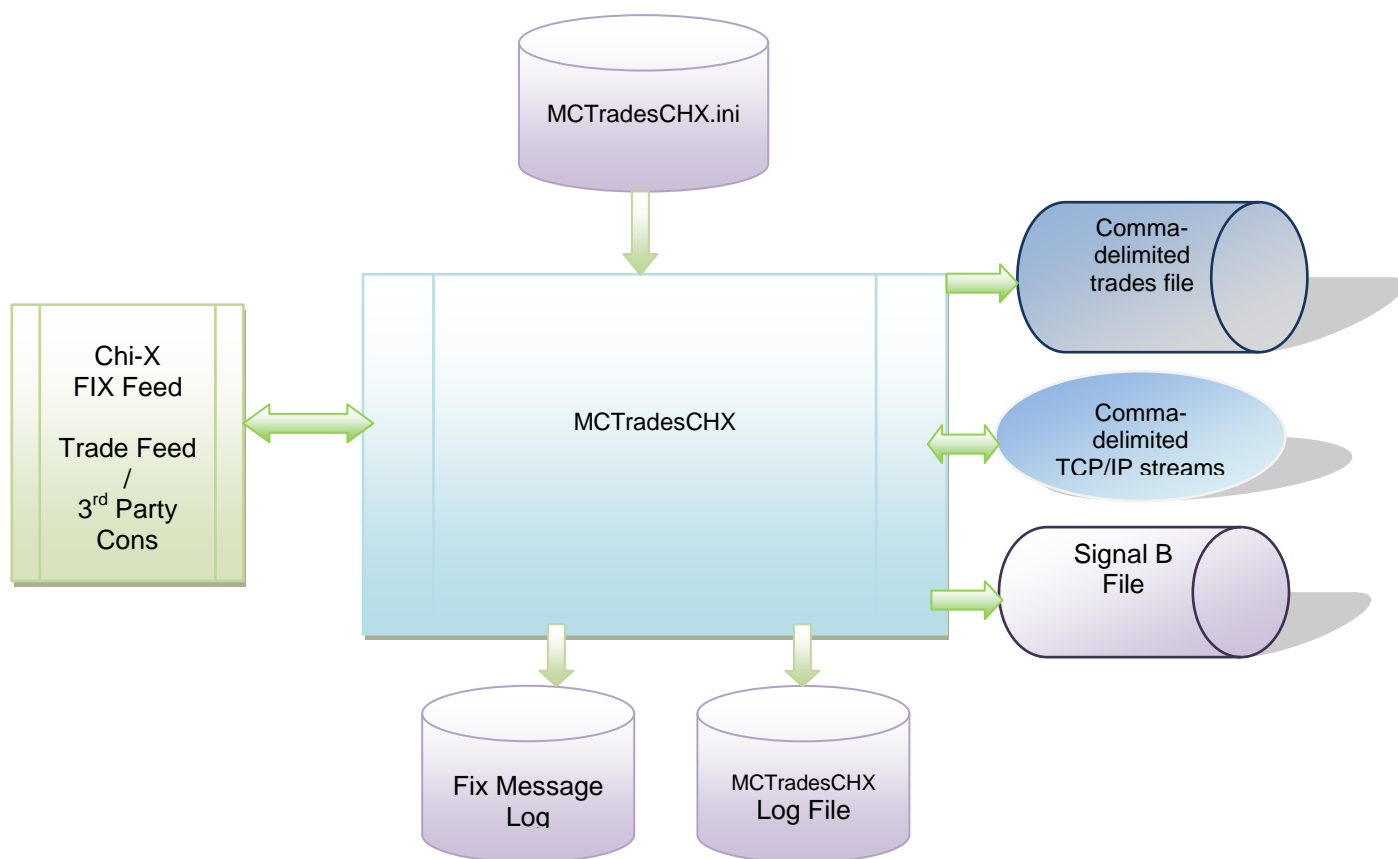 MCTradesCHX.ini
Comma-
delimited
trades file
Chi-X
FIX Feed
Trade Feed
/
3rd Party
Cons
MCTradesCHX
Comma-
delimited
TCP/IP streams
Signal B
File
Fix Message
Log
MCTradesCHX
Log File